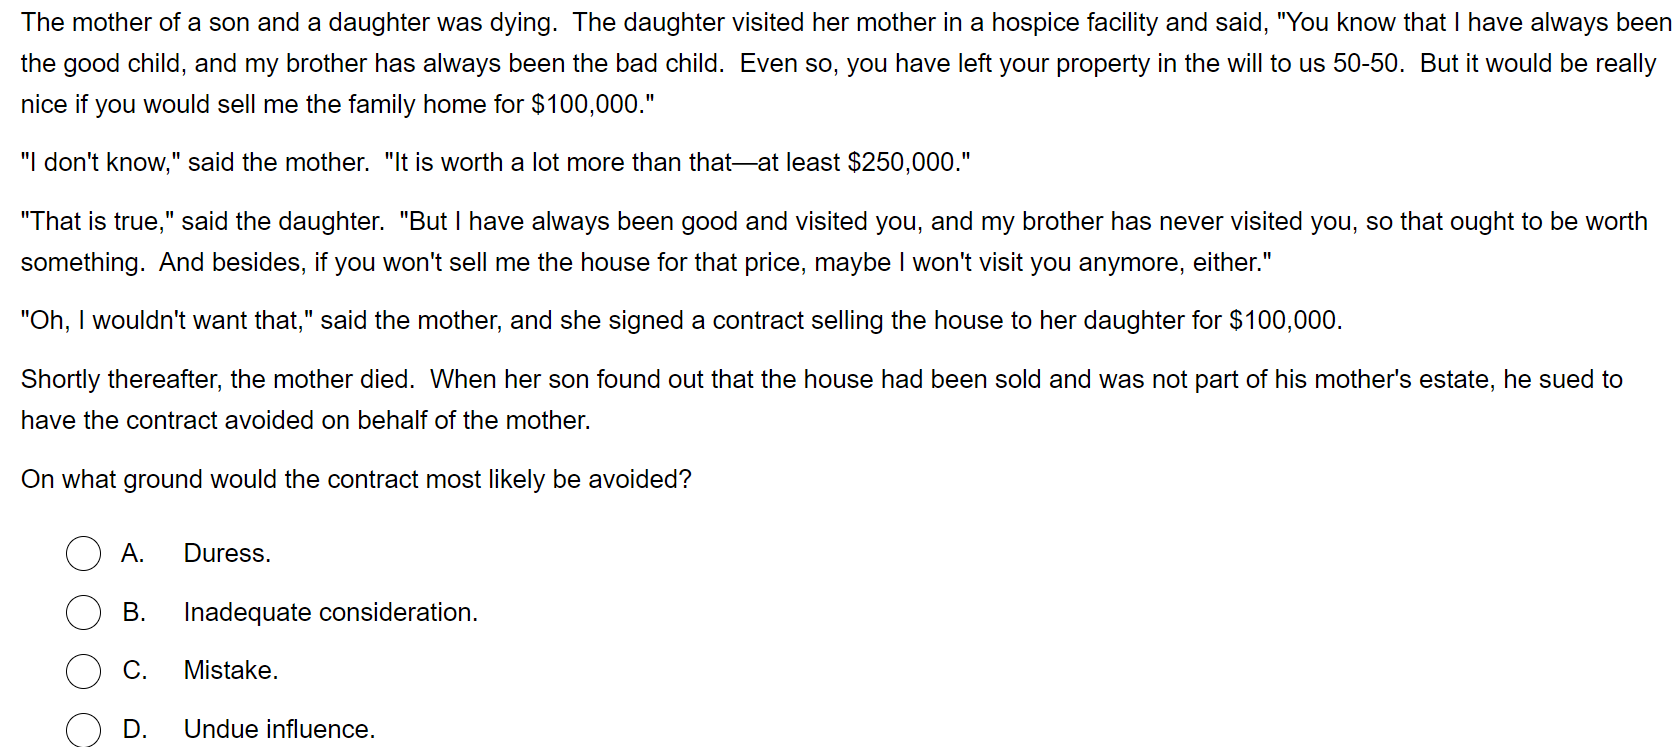 The mother of a son and a daughter was dying.  The daughter visited her mother in a hospice facility and said, "You know that I have always been
the good child, and my brother has always been the bad child.  Even so, you have left your property in the will to us 50-50.  But it would be really
nice if you would sell me the family home for $100,000."
"I don't know," said the mother.  "It is worth a lot more than that—at least $250,000."
"That is true," said the daughter.  "But I have always been good and visited you, and my brother has never visited you, so that ought to be worth
something.  And besides, if you won't sell me the house for that price, maybe I won't visit you anymore, either."
"Oh, I wouldn't want that," said the mother, and she signed a contract selling the house to her daughter for $100,000.
Shortly thereafter, the mother died.  When her son found out that the house had been sold and was not part of his mother's estate, he sued to
have the contract avoided on behalf of the mother.
On what ground would the contract most likely be avoided?
A. Duress.
B. Inadequate consideration.
C. Mistake.
D. Undue influence.